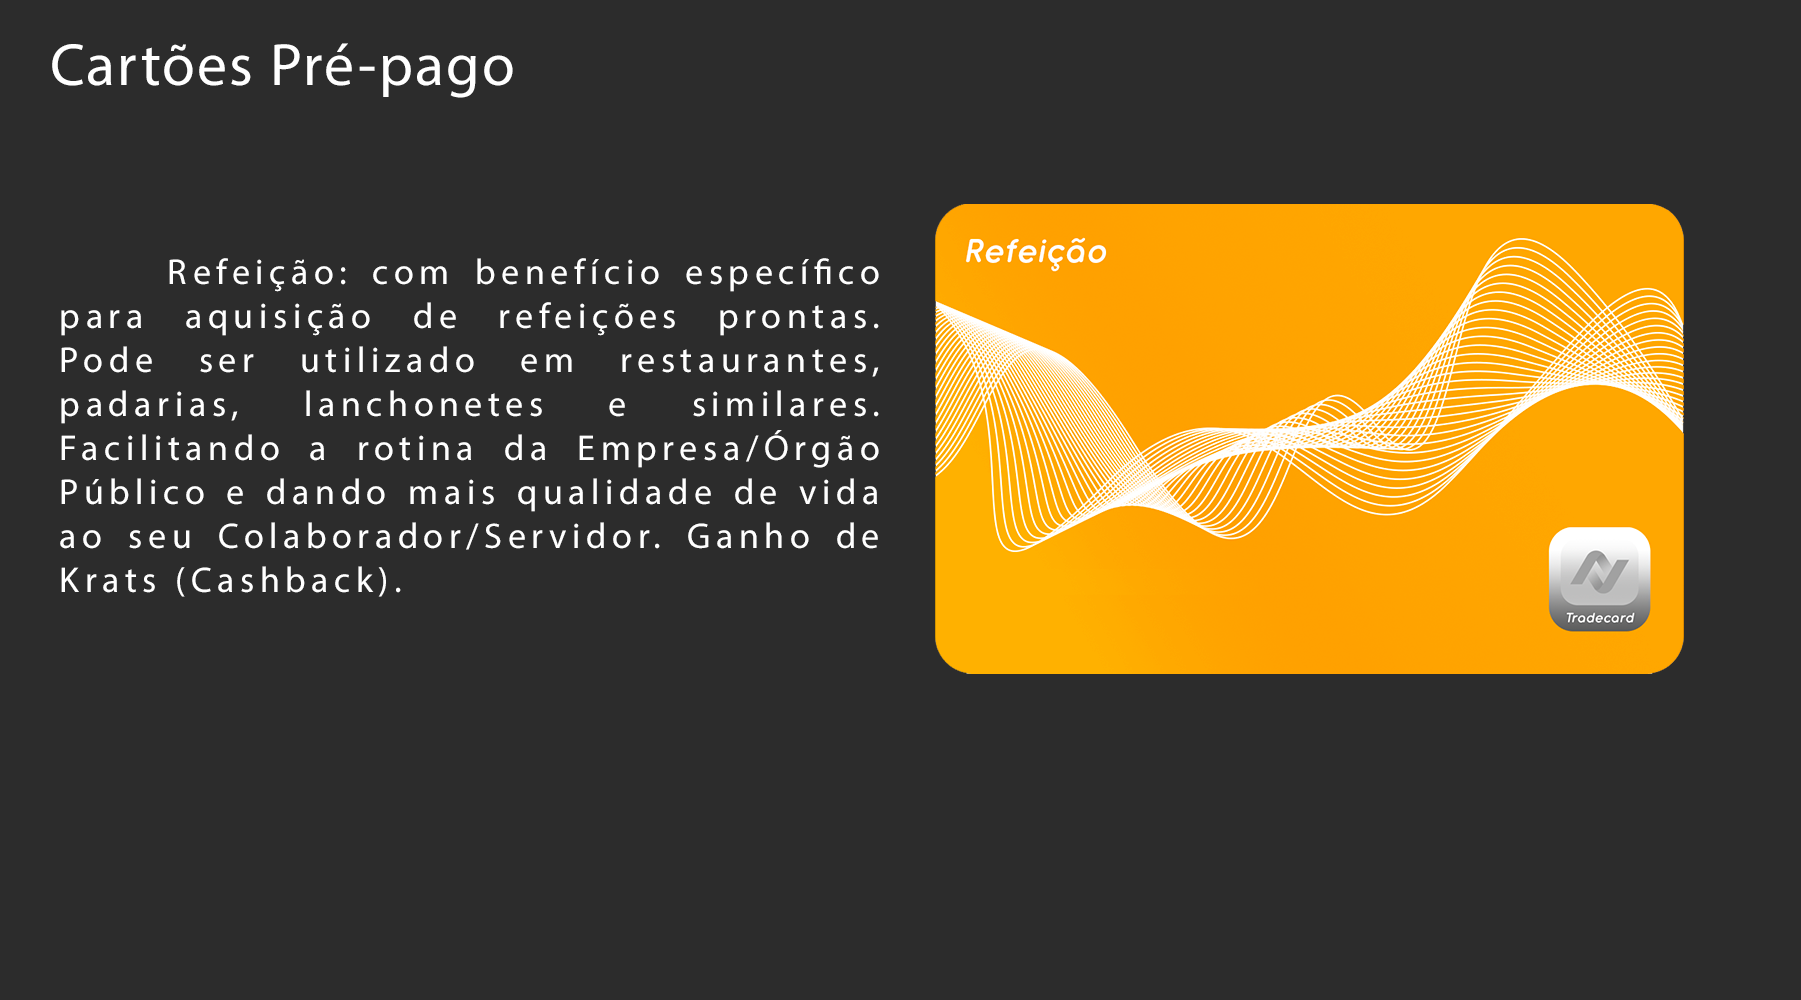 Cartões Pré-pago
Refeição: com benefício específico
para aquisição de refeições prontas.
Pode ser utilizado em restaurantes,
padarias, lanchonetes e similares.
Facilitando a rotina da Empresa/Órgão
Público e dando mais qualidade de vida
ao seu Colaborador/Servidor. Ganho de
Krats (Cashback).
Refeição
Tradecard